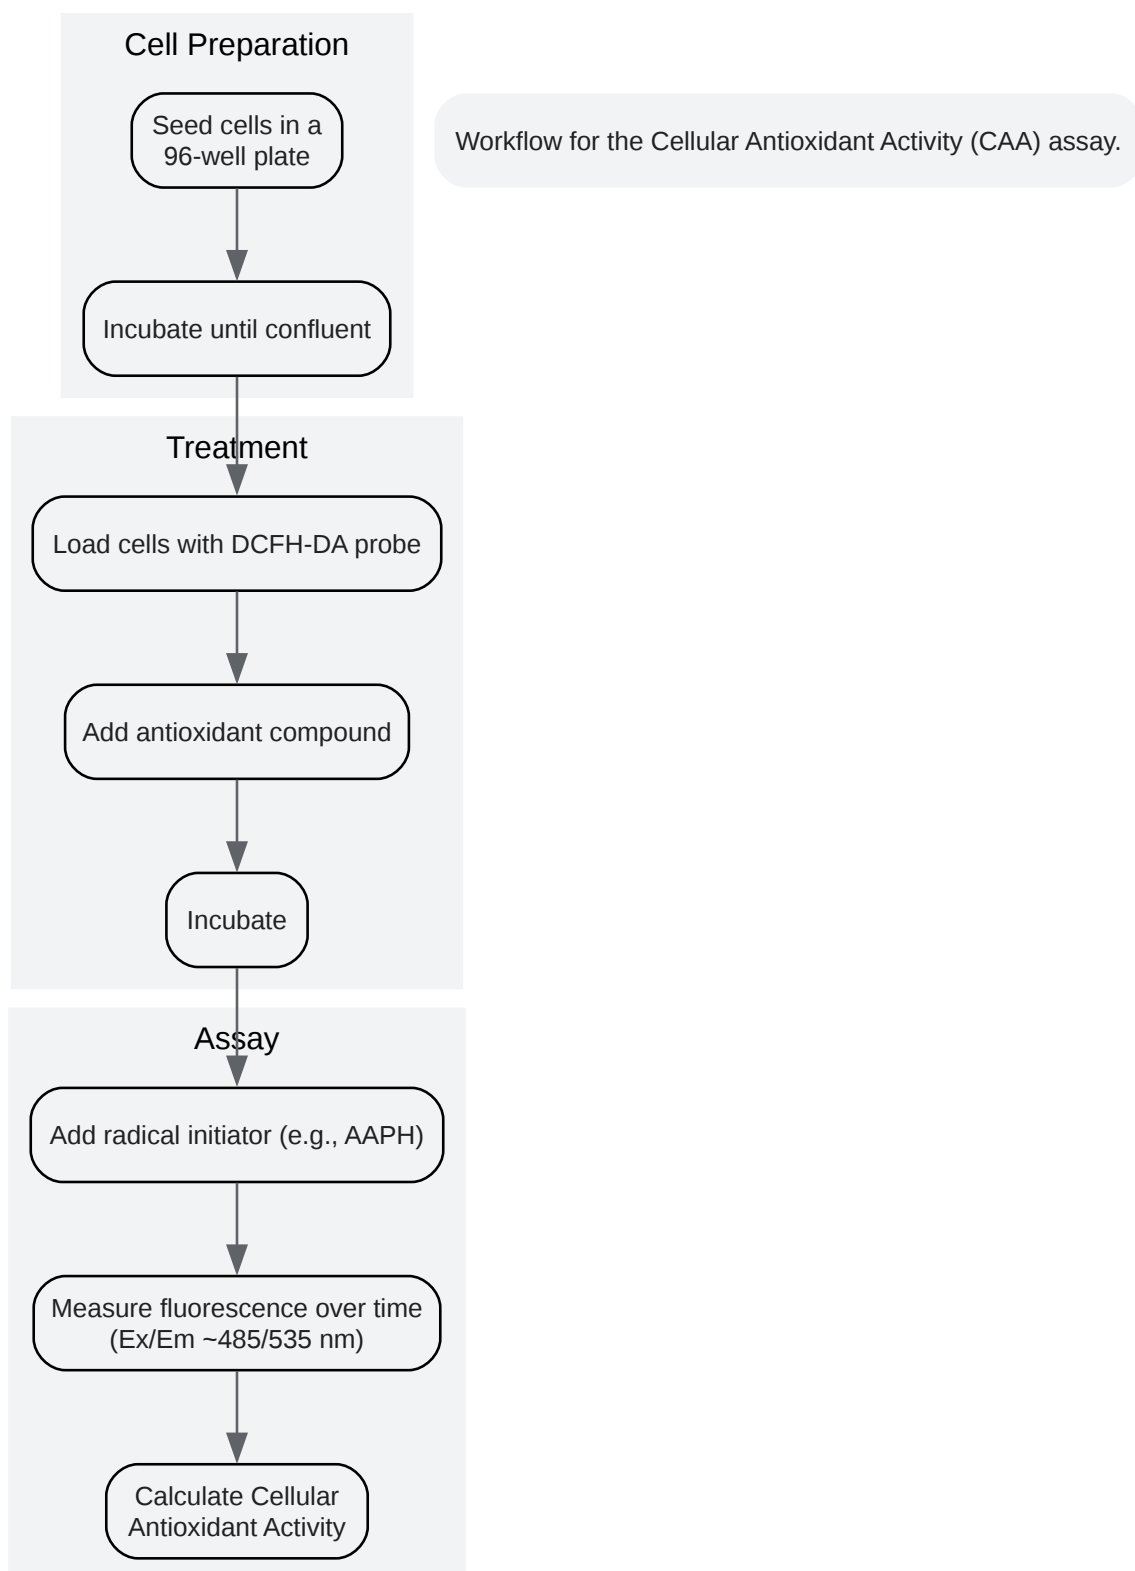 Cell Preparation
Seed cells in a
96-well plate
Workflow for the Cellular Antioxidant Activity (CAA) assay.
Incubate until confluent
Treatment
Load cells with DCFH-DA probe
Add antioxidant compound
Incubate
Assay
Add radical initiator (e.g., AAPH)
Measure fluorescence over time
(Ex/Em ~485/535 nm)
Calculate Cellular
Antioxidant Activity